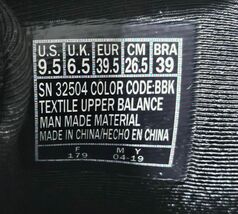 U.S. U.K. EUR CM BRA
9.5 6.5 39.5 26.5 39
SN 32504 COLOR CODE:BBK
TEXTILE UPPER BALANCE
MAN MADE MATERIAL
MADE IN CHINA/HECHO EN CHINA
F M Y
179 04-19